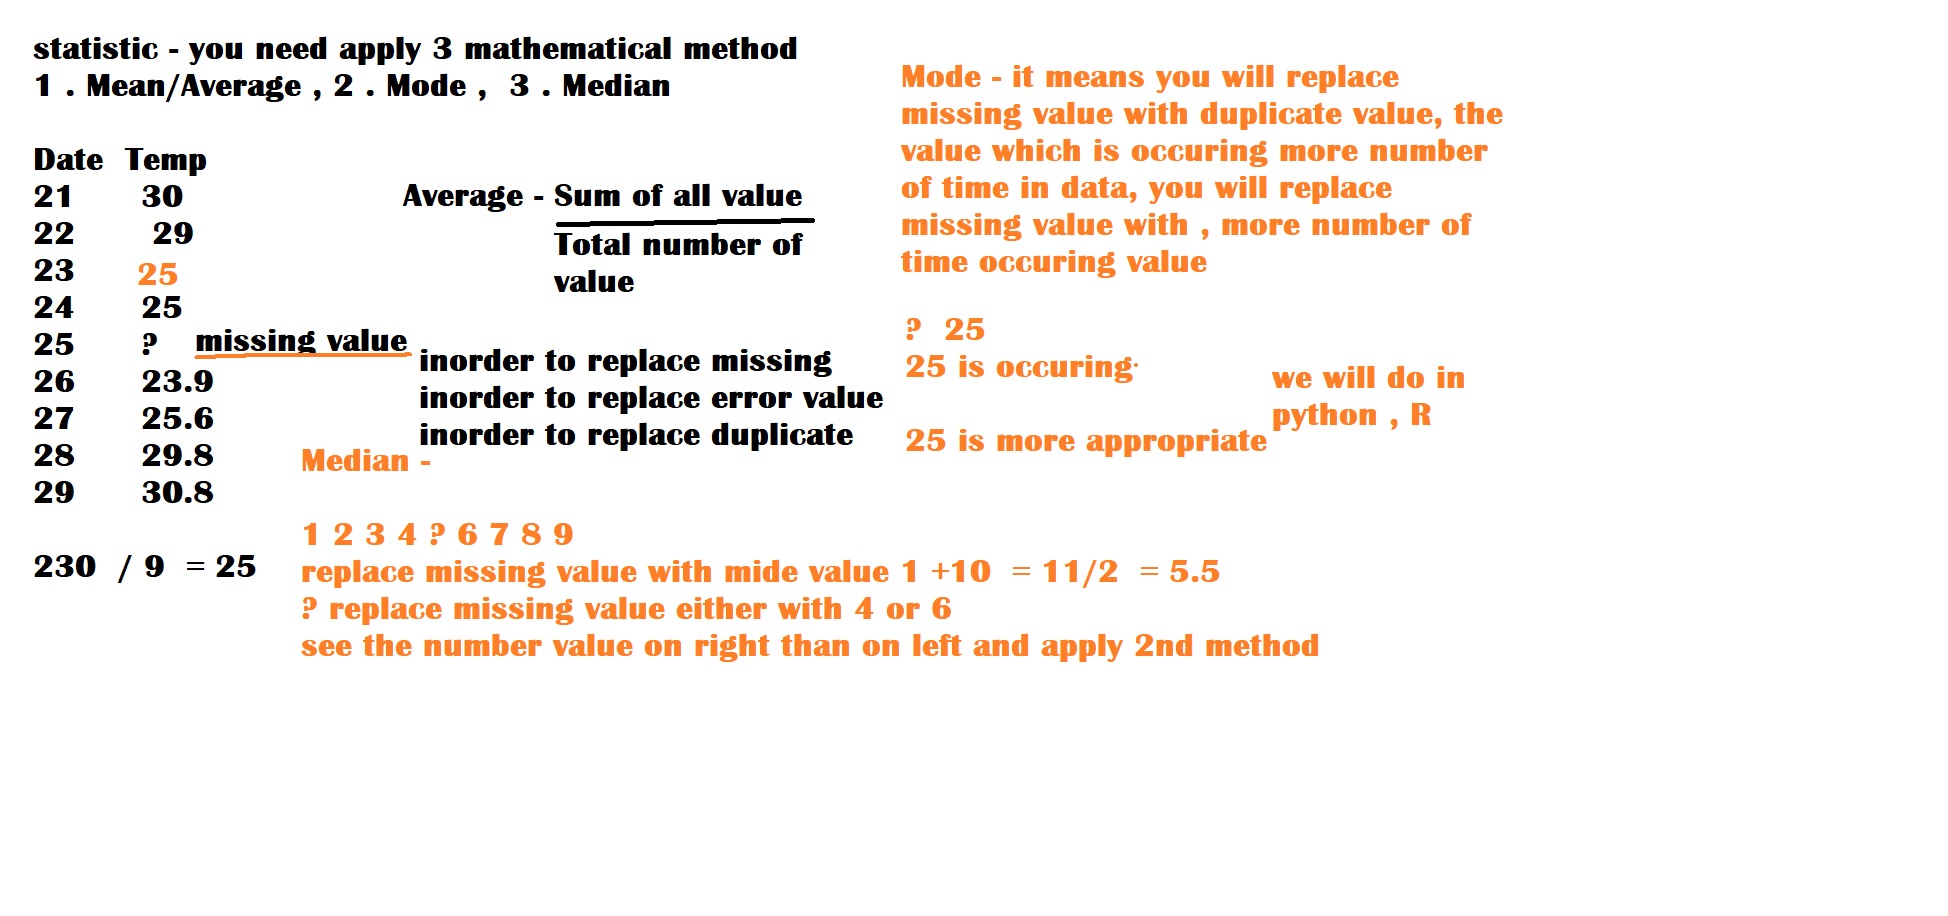 statistic - you need apply 3 mathematical method
1 . Mean/Average , 2 . Mode ,  3 . Median
Date  Temp
21 30
22 29
23 25
24 25
25 ? missing value
26 23.9
27 25.6
28 29.8
29 30.8
230 / 9 = 25
Average - Sum of all value
Total number of
value
inorder to replace missing
inorder to replace error value
inorder to replace duplicate
Median -
1 2 3 4 ? 6 7 8 9
replace missing value with mide value 1 +10 = 11/2 = 5.5
? replace missing value either with 4 or 6
see the number value on right than on left and apply 2nd method
Mode - it means you will replace
missing value with duplicate value, the
value which is occuring more number
of time in data, you will replace
missing value with , more number of
time occuring value
? 25
25 is occuring
25 is more appropriate
we will do in
python , R